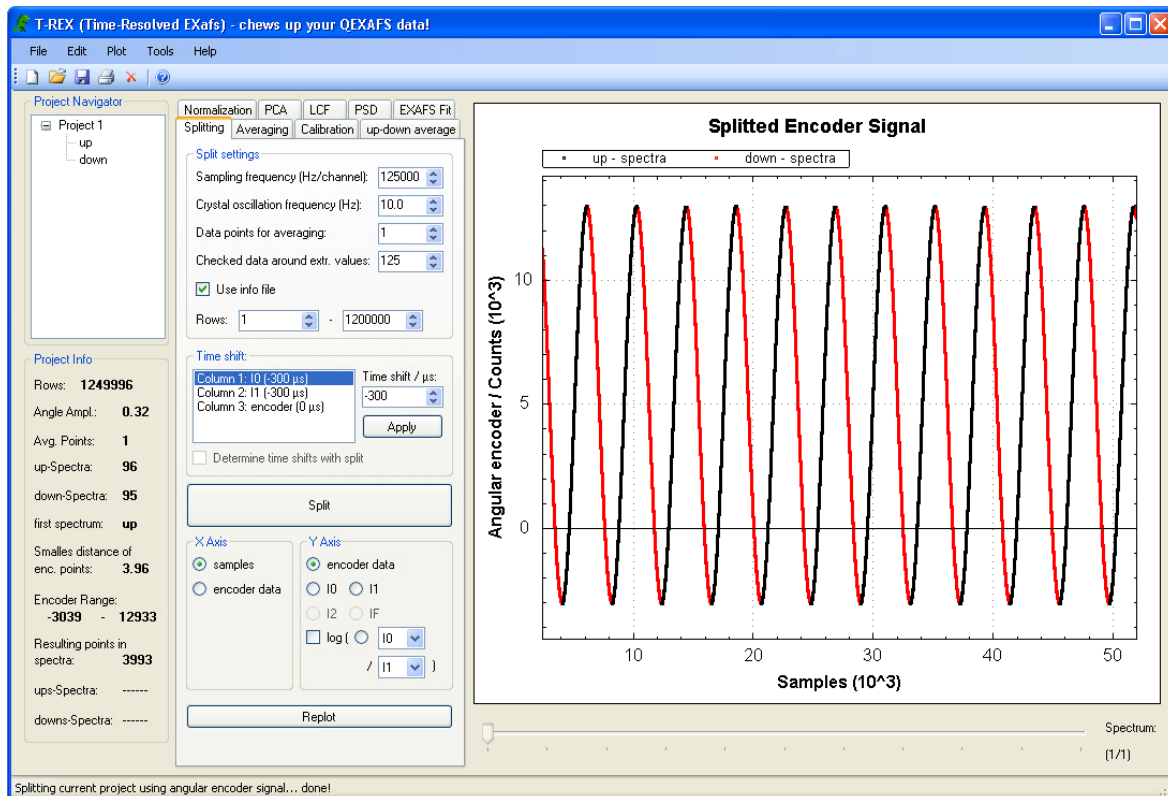 T-REX (Time-Resolved EXafs) - chews up your QEXAFS data!
File Edit Plot Tools Help
Project Navigator
Project 1
up
down
Project Info
Rows: 1249996
Angle Ampl.: 0.32
Avg. Points: 1
up-Spectra: 96
down-Spectra: 95
first spectrum: up
Smalles distance of
enc. points: 3.96
Encoder Range:
-3039 - 12933
Resulting points in
spectra: 3993
ups-Spectra: ------
downs-Spectra: ------
Normalization PCA LCF PSD EXAFS Fit
Splitting Averaging Calibration up-down average
Split settings
Sampling frequency (Hz/channel): 125000
Crystal oscillation frequency (Hz): 10.0
Data points for averaging: 1
Checked data around extr. values: 125
Use info file
Rows: 1 - 1200000
Time shift:
Column 1: I0 (-300 µs)
Column 2: I1 (-300 µs)
Column 3: encoder (0 µs)
Time shift / µs:
-300
Apply
Determine time shifts with split
Split
X Axis
samples
encoder data
Y Axis
encoder data
I0 I1
I2 IF
log ( I0
/ I1 )
Replot
Splitted Encoder Signal
up - spectra down - spectra
Angular encoder / Counts (10^3)
10
5
0
10 20 30 40 50
Samples (10^3)
Spectrum:
(1/1)
Splitting current project using angular encoder signal... done!